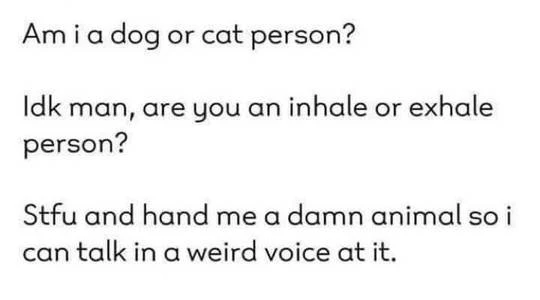 Am i a dog or cat person?
Idk man, are you an inhale or exhale
person?
Stfu and hand me a damn animal so i
can talk in a weird voice at it.